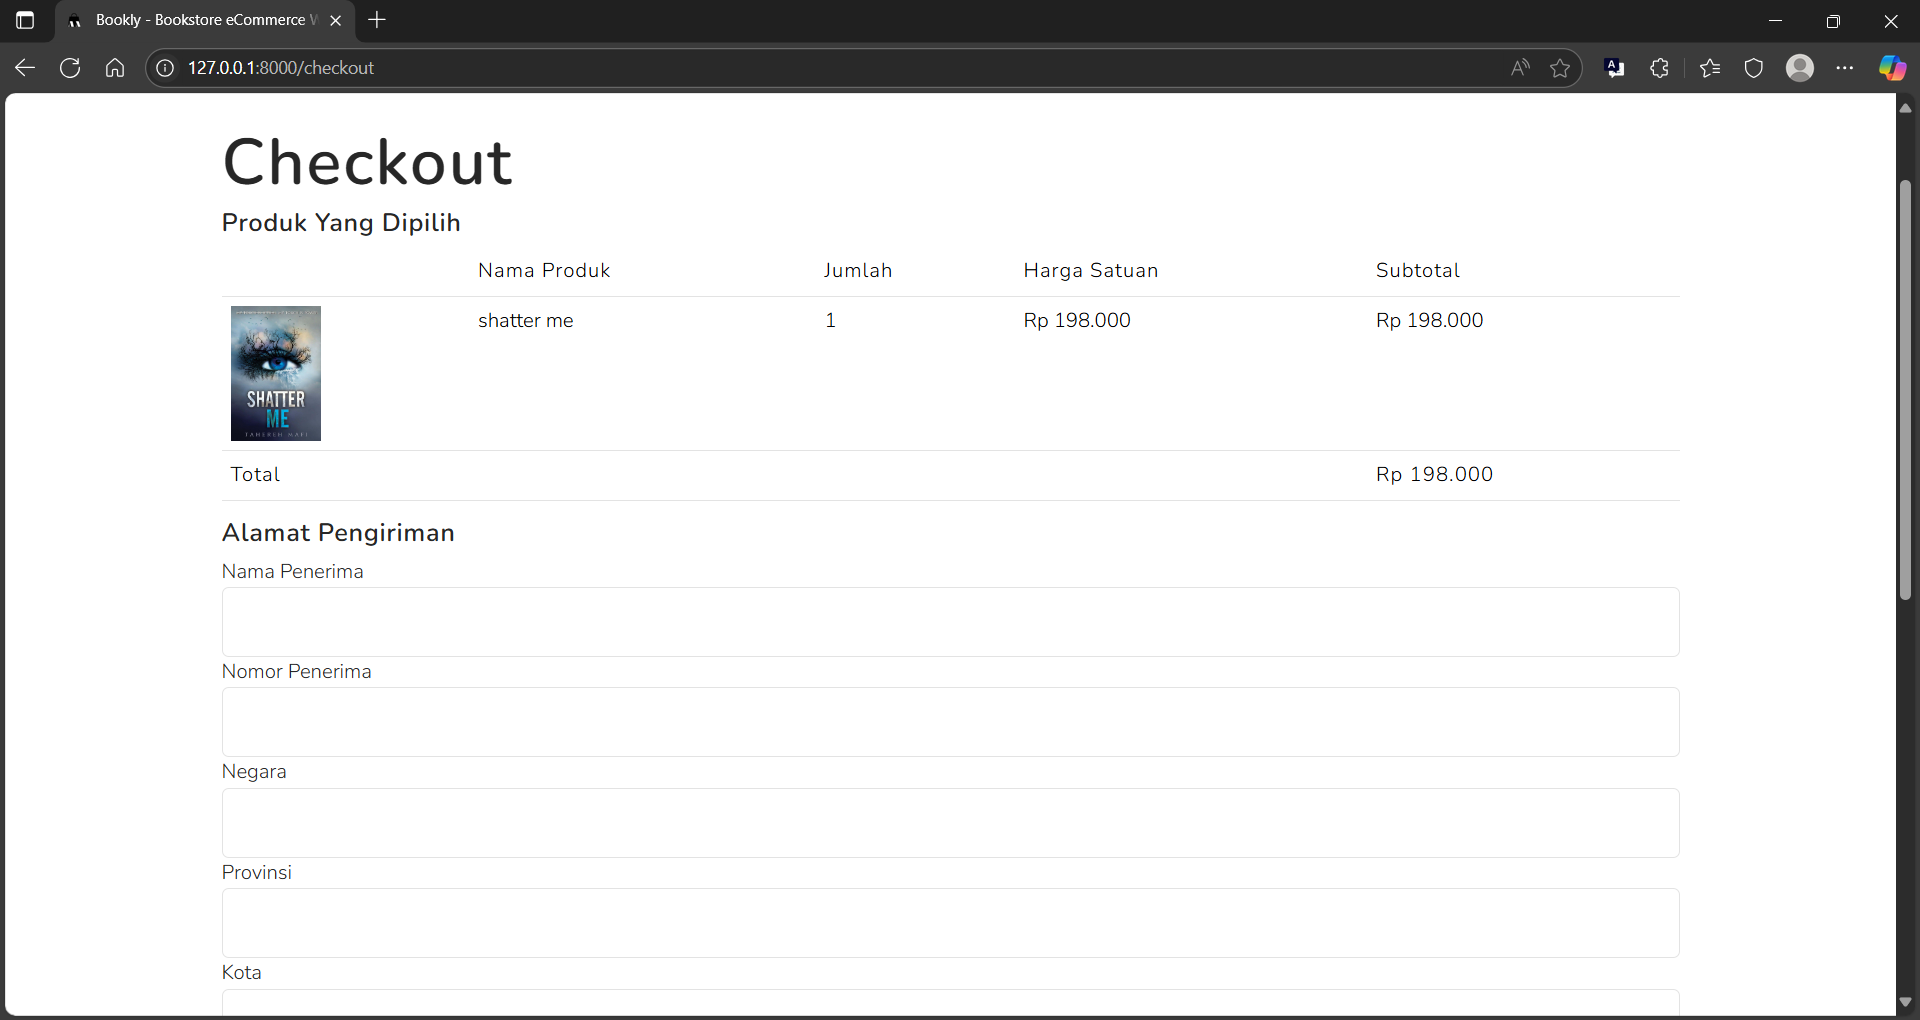 Bookly - Bookstore eCommerce W
127.0.0.1:8000/checkout
Checkout
Produk Yang Dipilih
Nama Produk Jumlah Harga Satuan Subtotal
shatter me 1 Rp 198.000 Rp 198.000
SHATTER
ME
TAHEREH MAFI
Total Rp 198.000
Alamat Pengiriman
Nama Penerima
Nomor Penerima
Negara
Provinsi
Kota